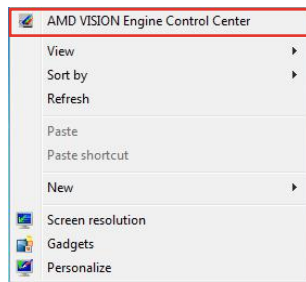 AMD VISION Engine Control Center
View
Sort by
Refresh
Paste
Paste shortcut
New
Screen resolution
Gadgets
Personalize